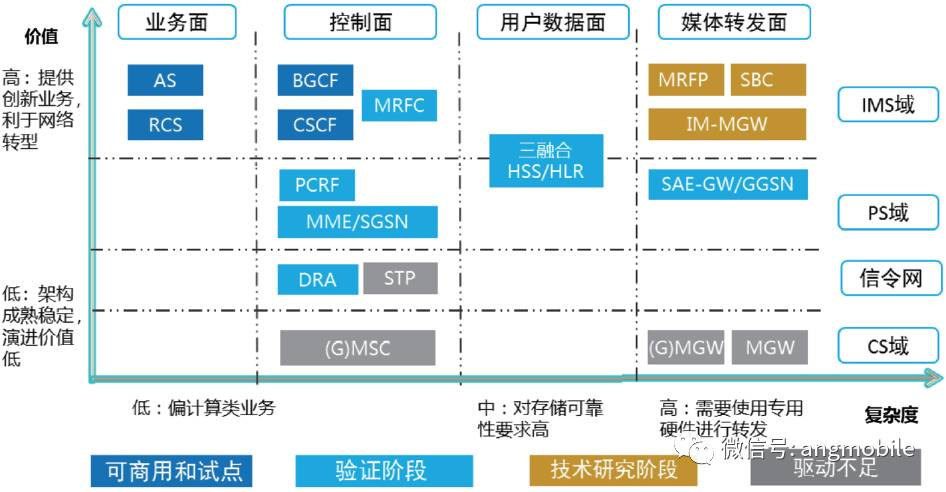 价值
业务面
控制面
用户数据面
媒体转发面
高：提供
创新业务，
利于网络
转型
AS
RCS
BGCF
MRFC
CSCF
MRFP
SBC
IM-MGW
IMS域
三融合
HSS/HLR
PCRF
MME/SGSN
SAE-GW/GGSN
PS域
DRA
STP
信令网
低：架构
成熟稳定，
演进价值
低
(G)MSC
(G)MGW
MGW
CS域
低：偏计算类业务
中：对存储可靠
性要求高
高：需要使用专用
硬件进行转发
复杂度
微信号: angmobile
可商用和试点
验证阶段
技术研究阶段
驱动不足